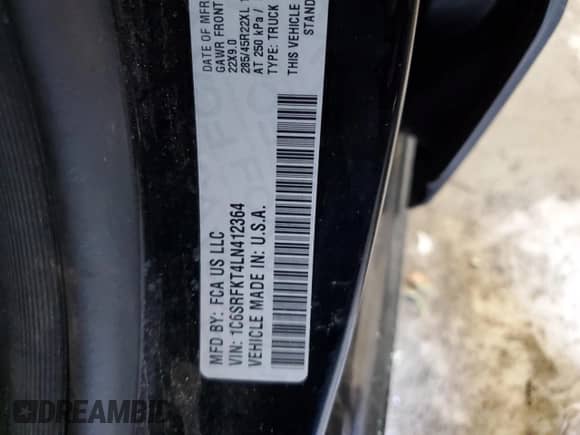 MFD BY: FCA US LLC
DATE OF MFR
GAWR FRONT
22X9.0
285/45R22XL
AT 250 kPa /
VIN: 1C6SRFKT4LN412364
TYPE: TRUCK
VEHICLE MADE IN: U.S.A.
THIS VEHICLE
STAND
DREAMBID